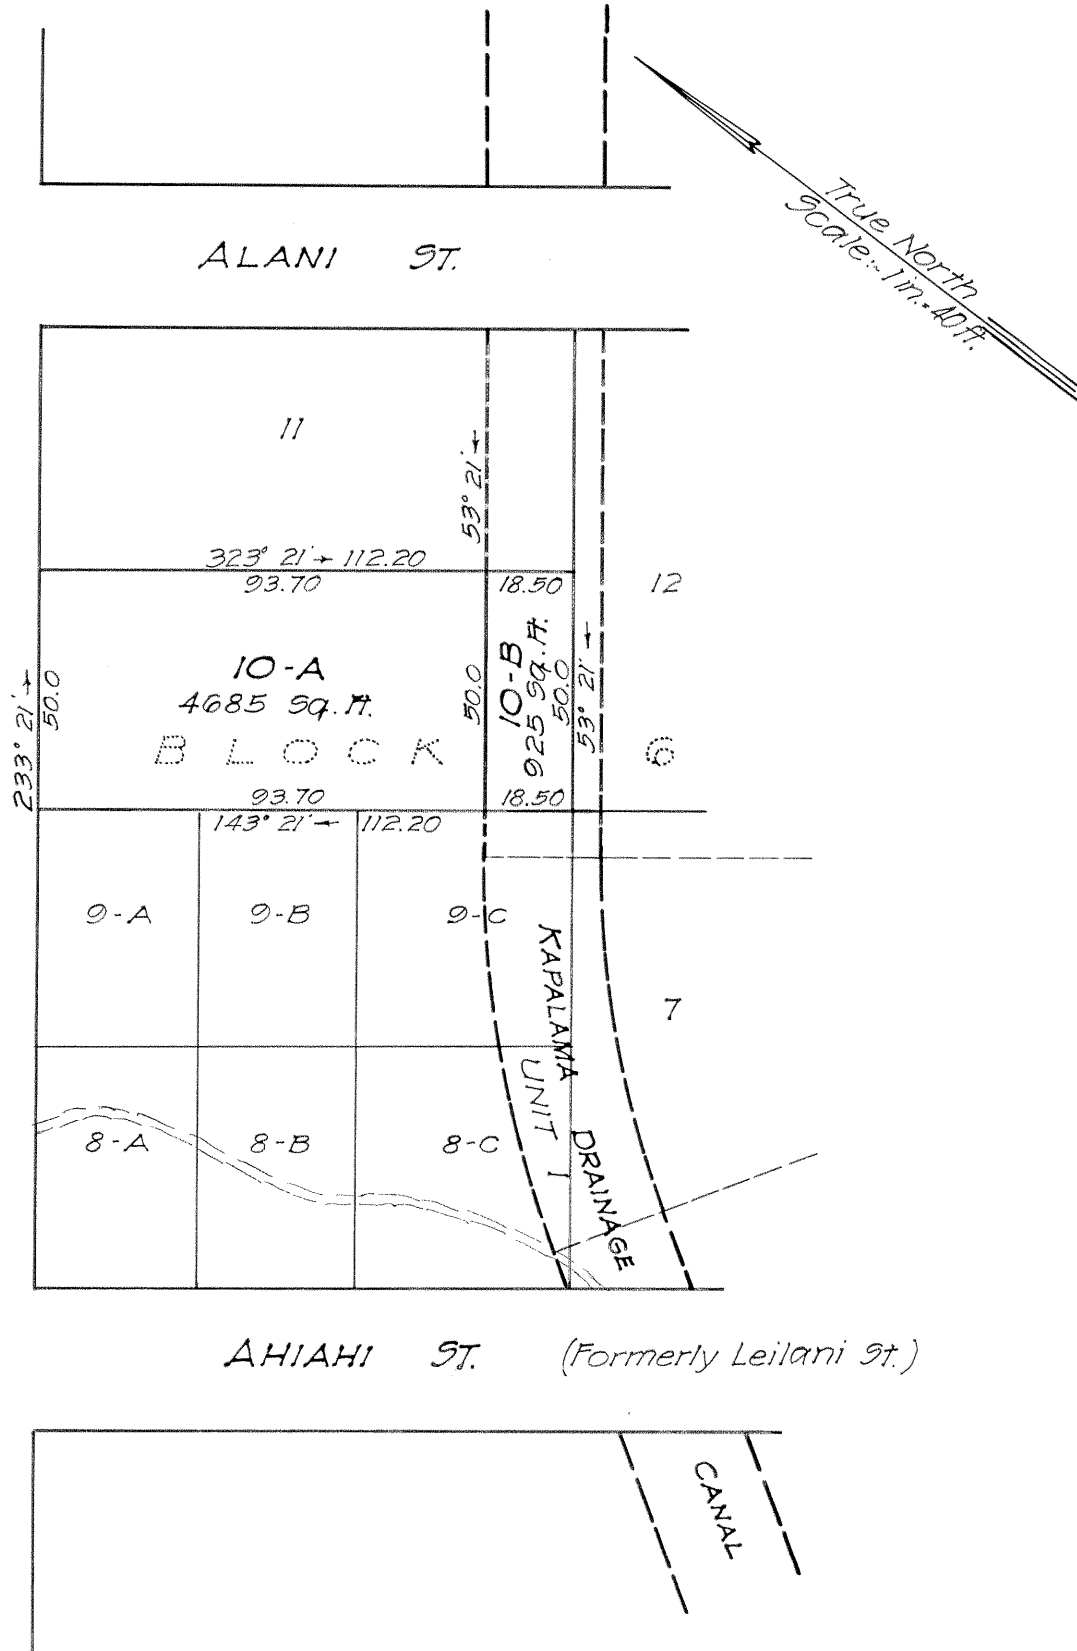 True North
Scale:- 1 in.=40 ft.
ALANI ST.
11
53° 21'
323° 21' 112.20
93.70
18.50
12
10-A
4685 Sq. Ft.
233° 21'
50.0
50.0
10-B
925 Sq. Ft.
50.0
53° 21'
BLOCK 6
93.70
18.50
143° 21' 112.20
9-A
9-B
9-C
7
KAPALAMA
UNIT 1
DRAINAGE
8-A
8-B
8-C
AHIAHI ST. (Formerly Leilani St.)
CANAL